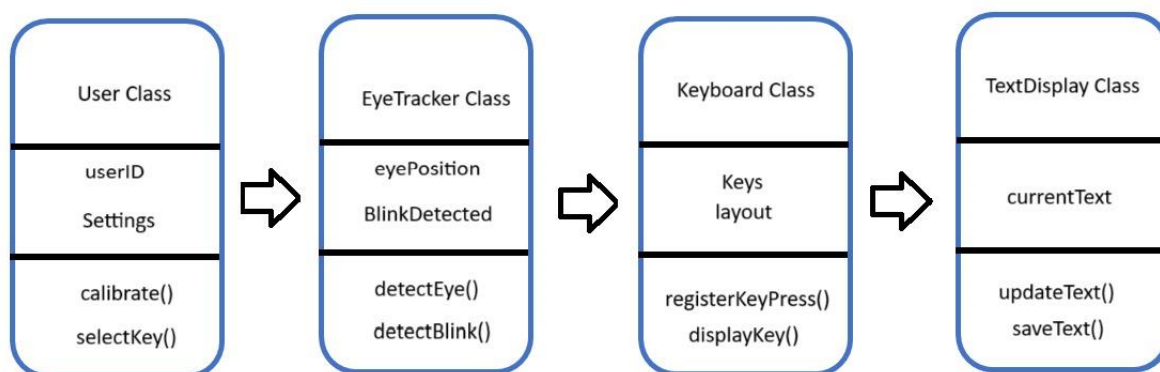 User Class
userID
Settings
calibrate()
selectKey()
EyeTracker Class
eyePosition
BlinkDetected
detectEye()
detectBlink()
Keyboard Class
Keys
layout
registerKeyPress()
displayKey()
TextDisplay Class
currentText
updateText()
saveText()